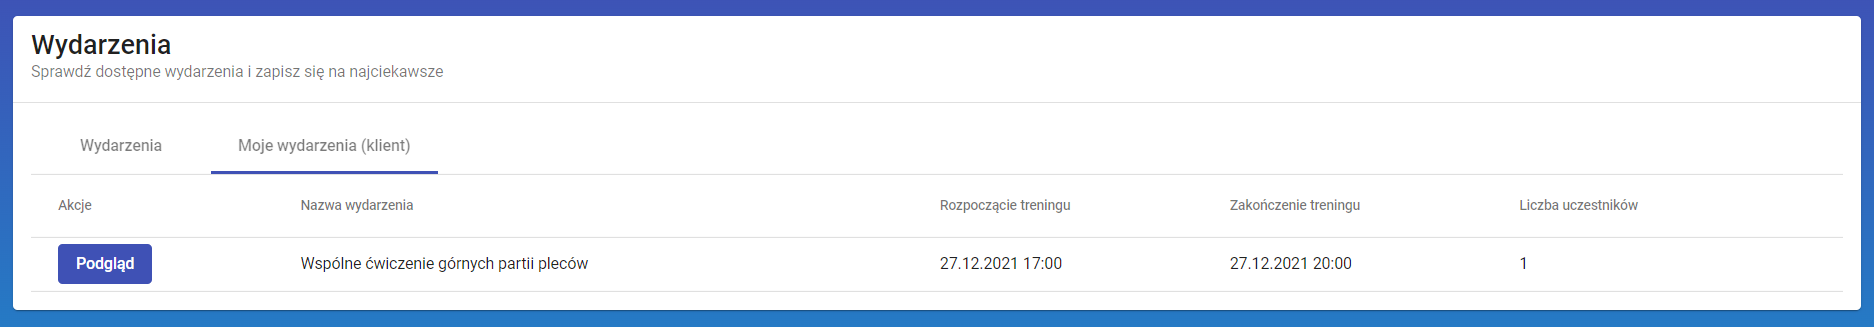 Wydarzenia
Sprawdź dostępne wydarzenia i zapisz się na najciekawsze
Wydarzenia Moje wydarzenia (klient)
Akcje Nazwa wydarzenia Rozpoczącie treningu Zakończenie treningu Liczba uczestników
Podgląd Wspólne ćwiczenie górnych partii pleców 27.12.2021 17:00 27.12.2021 20:00 1